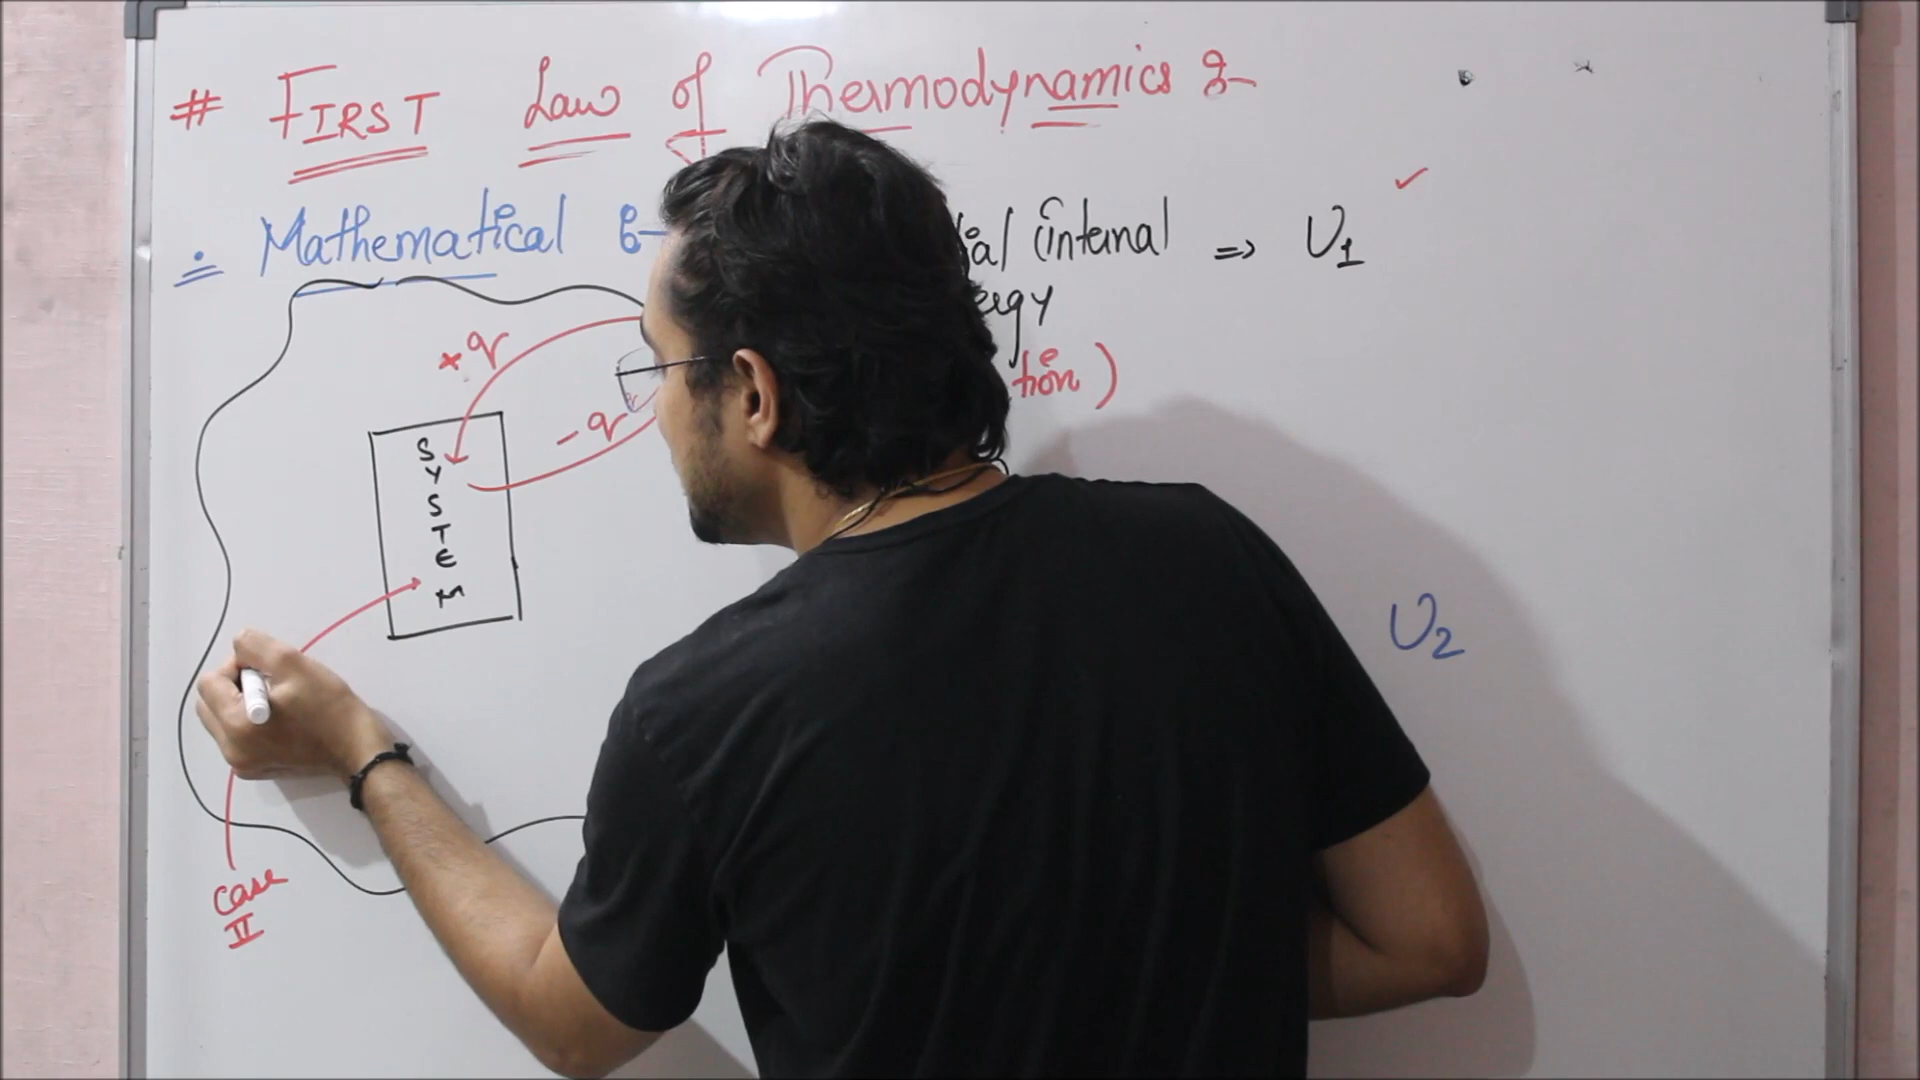 # FIRST Law of Thermodynamics :-
Mathematical :-
internal => U1 ✓
+q
-q
SYSTEM
U2
Case
II